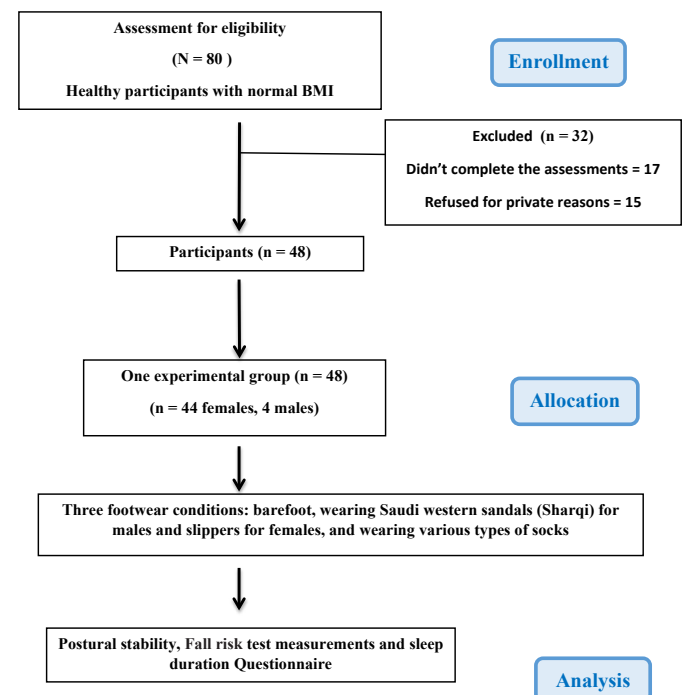 Assessment for eligibility
(N = 80 )
Healthy participants with normal BMI
Enrollment
Excluded (n = 32)
Didn’t complete the assessments = 17
Refused for private reasons = 15
Participants (n = 48)
One experimental group (n = 48)
(n = 44 females, 4 males)
Allocation
Three footwear conditions: barefoot, wearing Saudi western sandals (Sharqi) for
males and slippers for females, and wearing various types of socks
Postural stability, Fall risk test measurements and sleep
duration Questionnaire
Analysis